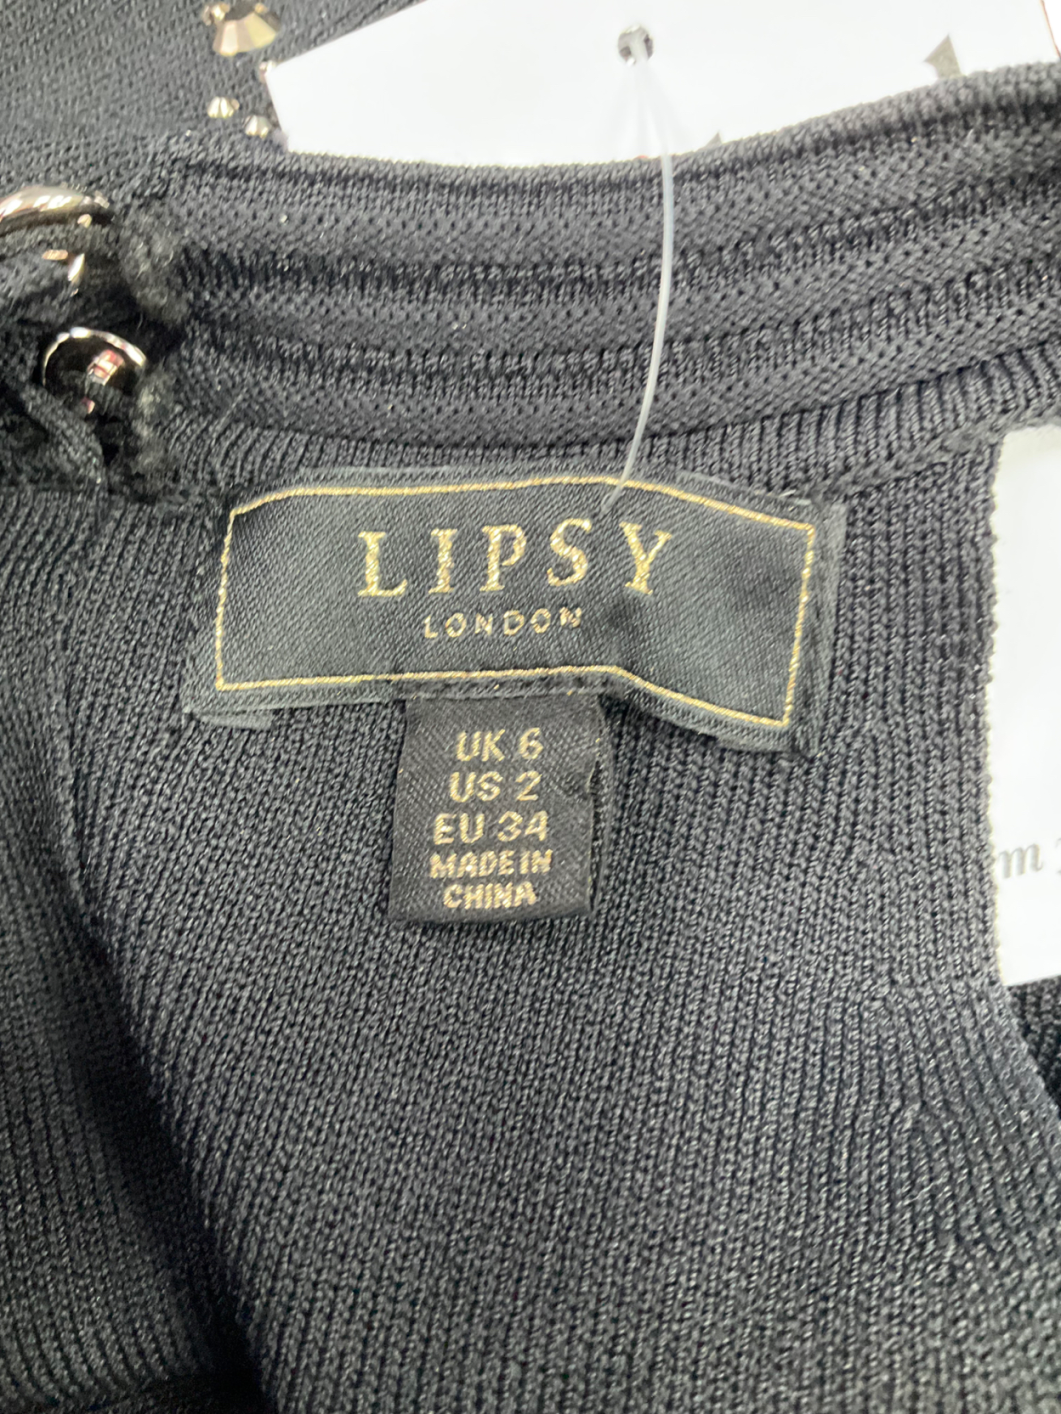 LIPSY
LONDON
UK 6
US 2
EU 34
MADE IN
CHINA
m